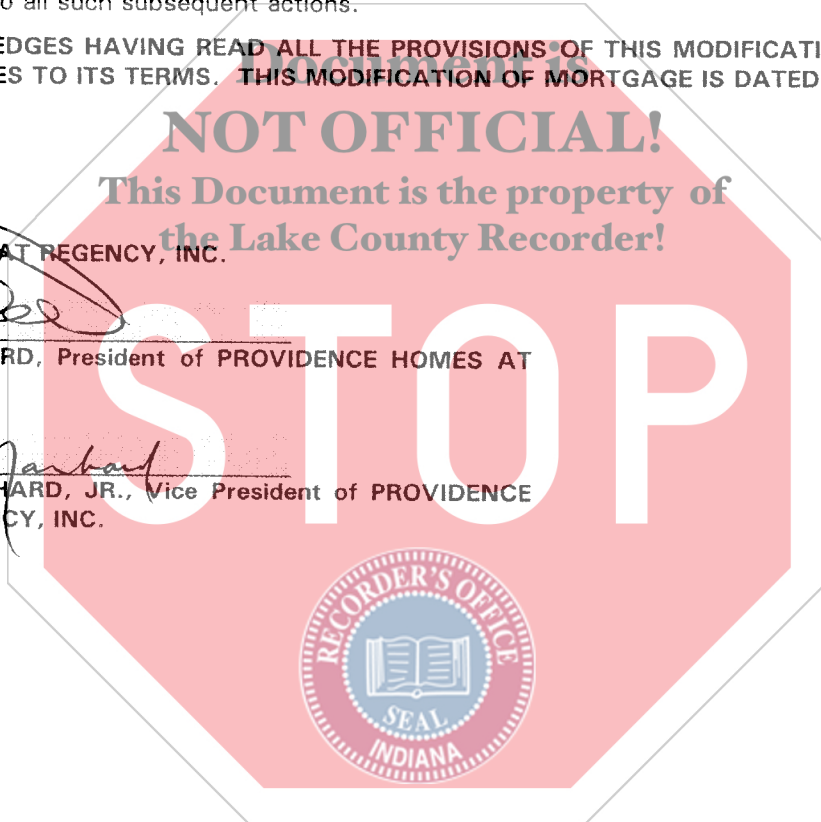 o all such subsequent actions.
EDGES HAVING READ ALL THE PROVISIONS OF THIS MODIFICATI
ES TO ITS TERMS. THIS MODIFICATION OF MORTGAGE IS DATED
Document is
NOT OFFICIAL!
This Document is the property of
the Lake County Recorder!
AT REGENCY, INC.
RD, President of PROVIDENCE HOMES AT
STOP
HARD, JR., Vice President of PROVIDENCE
CY, INC.
RECORDER'S OFFICE
SEAL
INDIANA